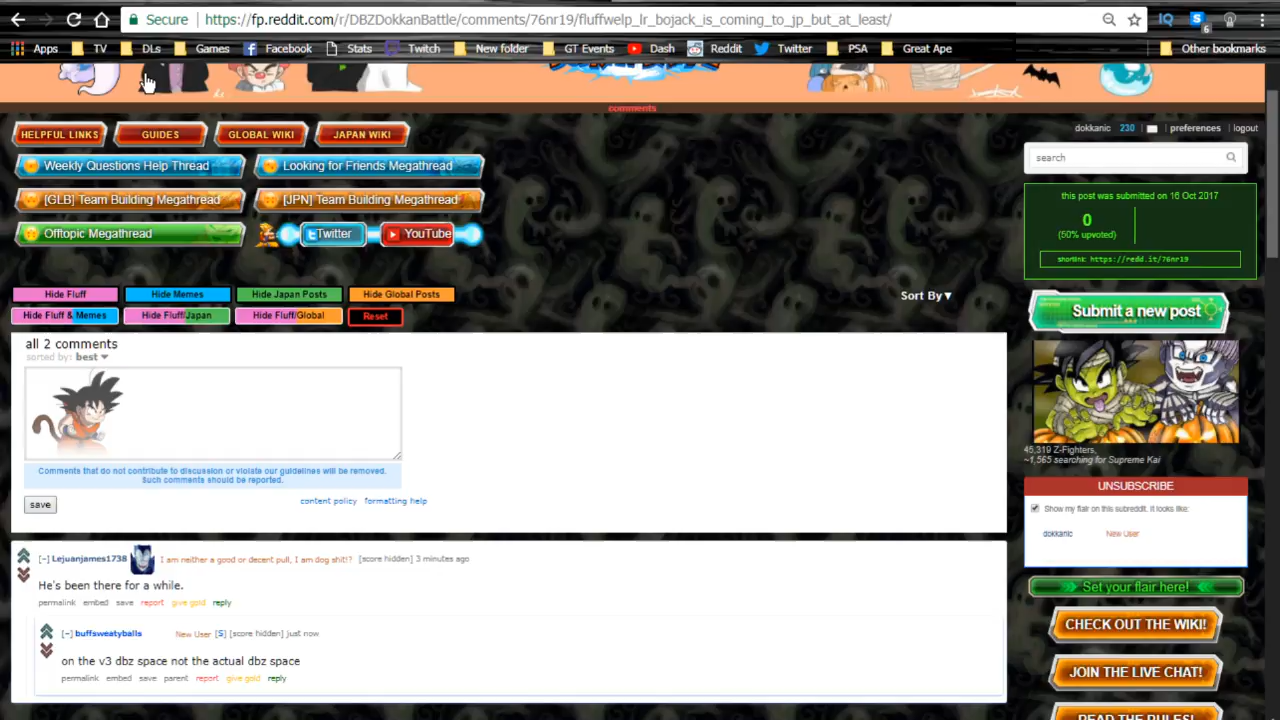 Secure https://fp.reddit.com/r/DBZDokkanBattle/comments/76nr19/fluffwelp_lr_bojack_is_coming_to_jp_but_at_least/
IQ S 6
Apps TV DLs Games Facebook Stats Twitch New folder GT Events Dash Reddit Twitter PSA Great Ape Other bookmarks
comments
dokkanic 230 preferences logout
HELPFUL LINKS GUIDES GLOBAL WIKI JAPAN WIKI
search
Weekly Questions Help Thread Looking for Friends Megathread
[GLB] Team Building Megathread [JPN] Team Building Megathread
Offtopic Megathread Twitter YouTube
this post was submitted on 16 Oct 2017
0
(50% upvoted)
shortlink: https://redd.it/76nr19
Hide Fluff Hide Memes Hide Japan Posts Hide Global Posts
Hide Fluff & Memes Hide Fluff/Japan Hide Fluff/Global Reset
Sort By▼
Submit a new post
all 2 comments
sorted by: best
Comments that do not contribute to discussion or violate our guidelines will be removed.
Such comments should be reported.
save content policy formatting help
45,319 Z-Fighters,
~1,565 searching for Supreme Kai
UNSUBSCRIBE
Show my flair on this subreddit. It looks like:
dokkanic New User
Set your flair here!
CHECK OUT THE WIKI!
JOIN THE LIVE CHAT!
READ THE RULES!
[–] Lejuanjames1738 I am neither a good or decent pull, I am dog shit!? [score hidden] 3 minutes ago
He's been there for a while.
permalink embed save report give gold reply
[–] buffsweatyballs New User [S] [score hidden] just now
on the v3 dbz space not the actual dbz space
permalink embed save parent report give gold reply